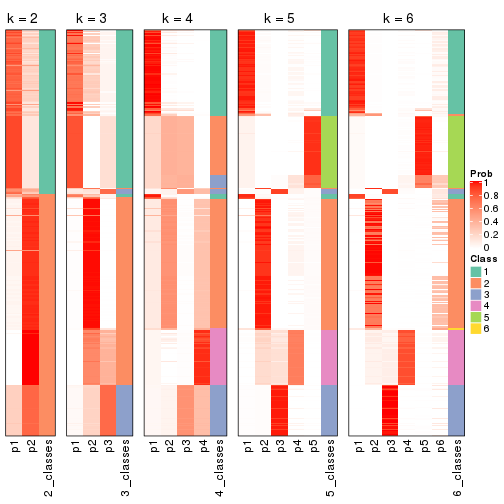 k = 2
k = 3
k = 4
k = 5
k = 6
Prob
1
0.8
0.6
0.4
0.2
0
Class
1
2
3
4
5
6
p1
p2
2_classes
p1
p2
p3
3_classes
p1
p2
p3
p4
4_classes
p1
p2
p3
p4
p5
5_classes
p1
p2
p3
p4
p5
p6
6_classes